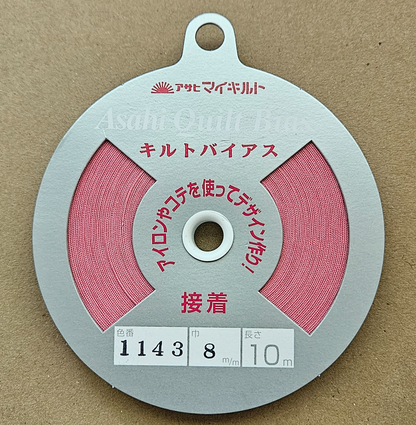 アサヒマイキルト
Asahi Quilt Bias
キルトバイアス
アイロンやコテを使ってデザイン作り!
接着
色番 巾 長さ
1143 8 m/m 10m